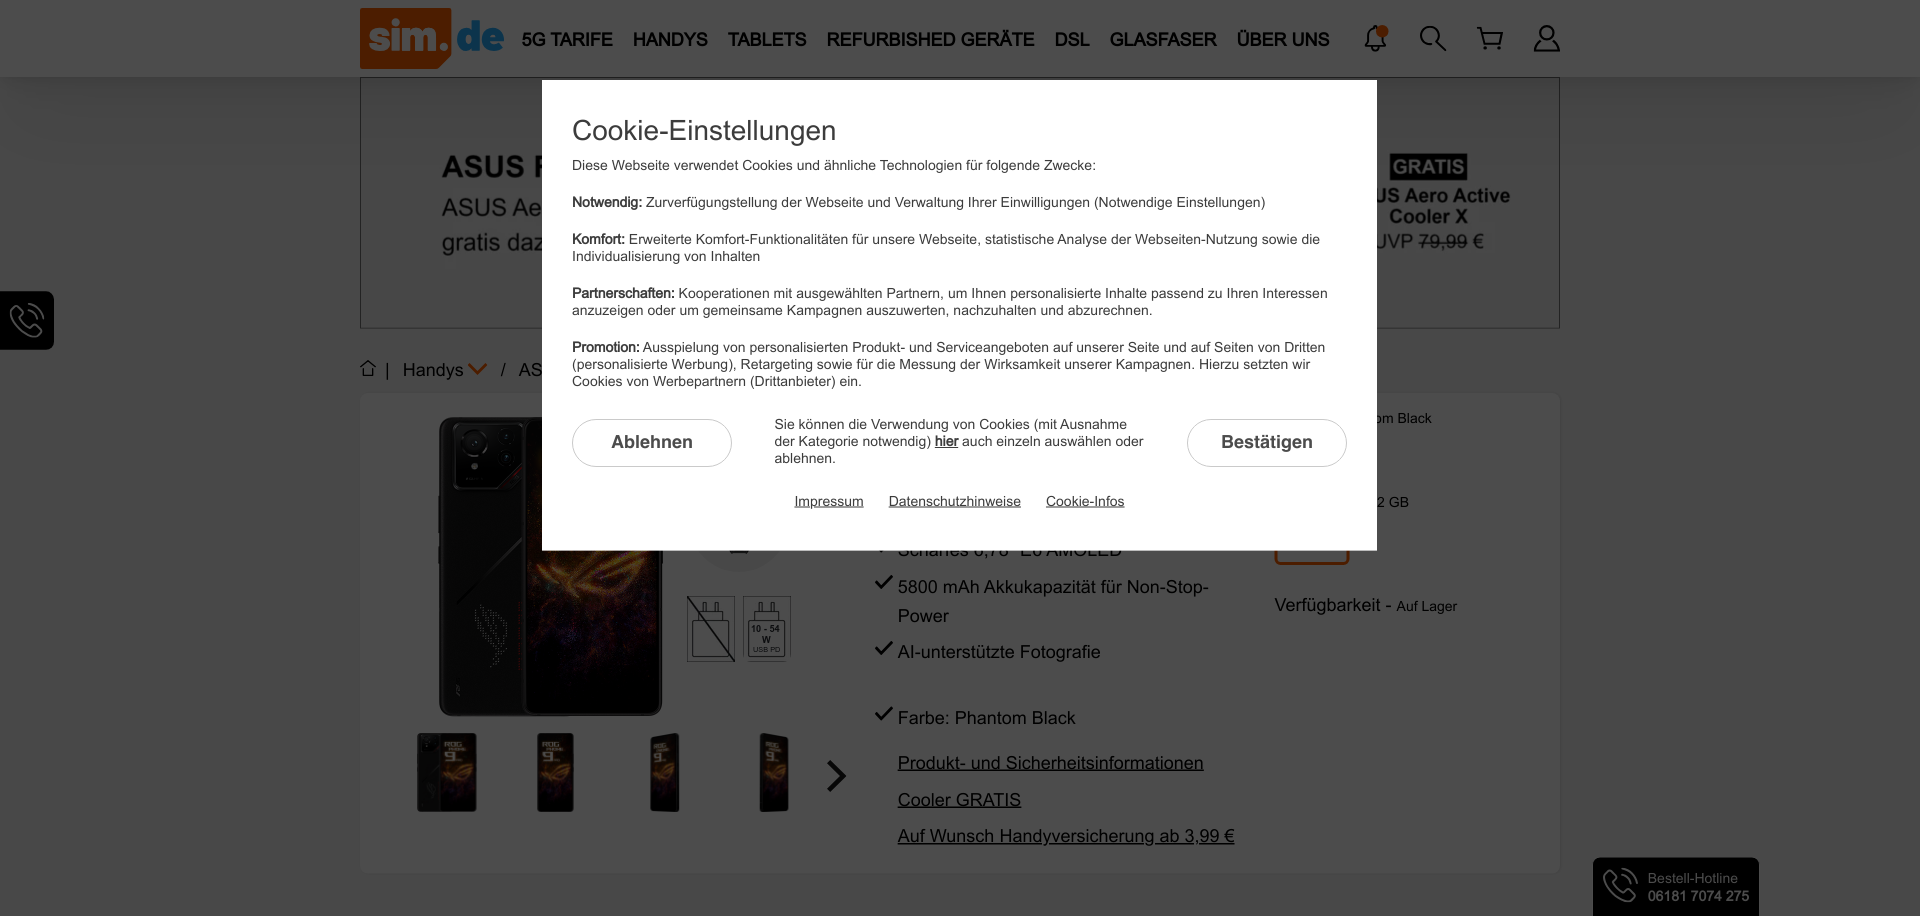 sim.de
5G TARIFE
HANDYS
TABLETS
REFURBISHED GERÄTE
DSL
GLASFASER
ÜBER UNS
ASUS
ASUS Ae
gratis daz
GRATIS
US Aero Active
Cooler X
UVP 79,99 €
Cookie-Einstellungen
Diese Webseite verwendet Cookies und ähnliche Technologien für folgende Zwecke:
Notwendig: Zurverfügungstellung der Webseite und Verwaltung Ihrer Einwilligungen (Notwendige Einstellungen)
Komfort: Erweiterte Komfort-Funktionalitäten für unsere Webseite, statistische Analyse der Webseiten-Nutzung sowie die
Individualisierung von Inhalten
Partnerschaften: Kooperationen mit ausgewählten Partnern, um Ihnen personalisierte Inhalte passend zu Ihren Interessen
anzuzeigen oder um gemeinsame Kampagnen auszuwerten, nachzuhalten und abzurechnen.
Promotion: Ausspielung von personalisierten Produkt- und Serviceangeboten auf unserer Seite und auf Seiten von Dritten
(personalisierte Werbung), Retargeting sowie für die Messung der Wirksamkeit unserer Kampagnen. Hierzu setzten wir
Cookies von Werbepartnern (Drittanbieter) ein.
Ablehnen
Sie können die Verwendung von Cookies (mit Ausnahme
der Kategorie notwendig) hier auch einzeln auswählen oder
ablehnen.
Bestätigen
Impressum
Datenschutzhinweise
Cookie-Infos
| Handys / AS
om Black
2 GB
Scharfes 6,78" E6 AMOLED
5800 mAh Akkukapazität für Non-Stop-
Power
AI-unterstützte Fotografie
Farbe: Phantom Black
Produkt- und Sicherheitsinformationen
Cooler GRATIS
Auf Wunsch Handyversicherung ab 3,99 €
Verfügbarkeit - Auf Lager
10 - 54
W
USB PD
Bestell-Hotline
06181 7074 275